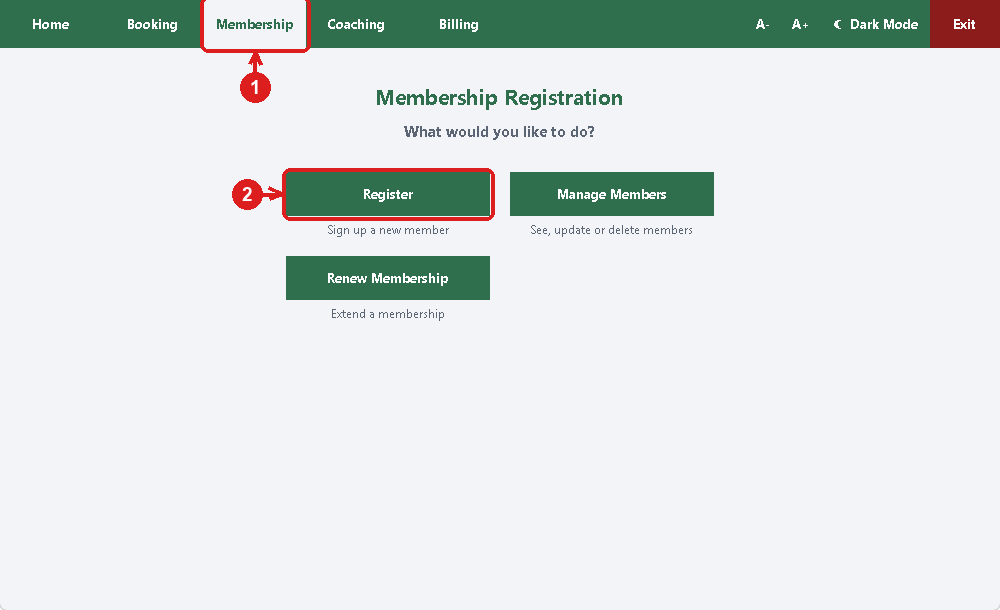 Home Booking Membership Coaching Billing A- A+ ☾ Dark Mode Exit
1
Membership Registration
What would you like to do?
2 Register Manage Members
Sign up a new member See, update or delete members
Renew Membership
Extend a membership